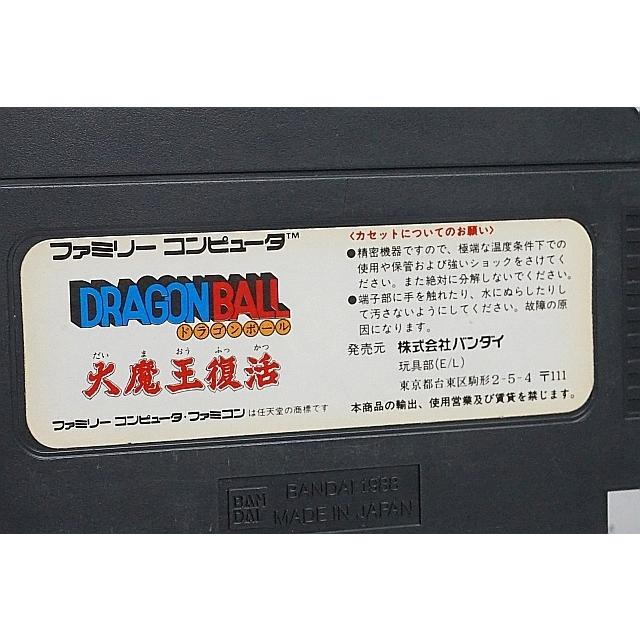 ファミリー コンピュータ™
DRAGON BALL
ドラゴンボール
だい ま おう ふっ かつ
大魔王復活
ファミリー コンピュータ・ファミコン は任天堂の商標です
〈カセットについてのお願い〉
●精密機器ですので、極端な温度条件下での
使用や保管および強いショックをさけてく
ださい。また絶対に分解しないでください。
●端子部に手を触れたり、水にぬらしたりし
て汚さないようにしてください。故障の原
因になります。
発売元 株式会社バンダイ
玩具部(E/L)
東京都台東区駒形2-5-4 〒111
本商品の輸出、使用営業及び賃貸を禁じます。
BAN
DAI
BANDAI 1988
MADE IN JAPAN